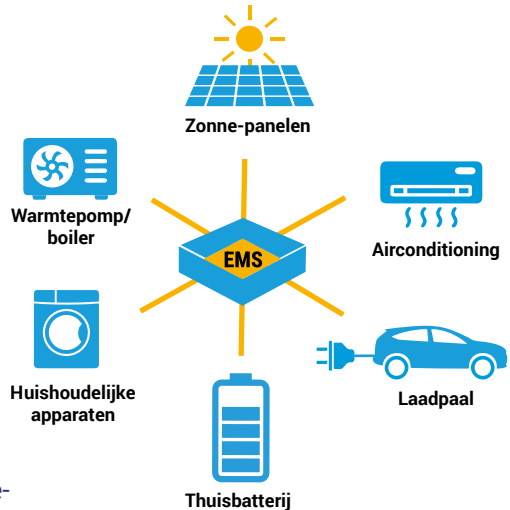 Zonne-panelen
Warmtepomp/
boiler
Airconditioning
EMS
Huishoudelijke
apparaten
Laadpaal
Thuisbatterij
e-